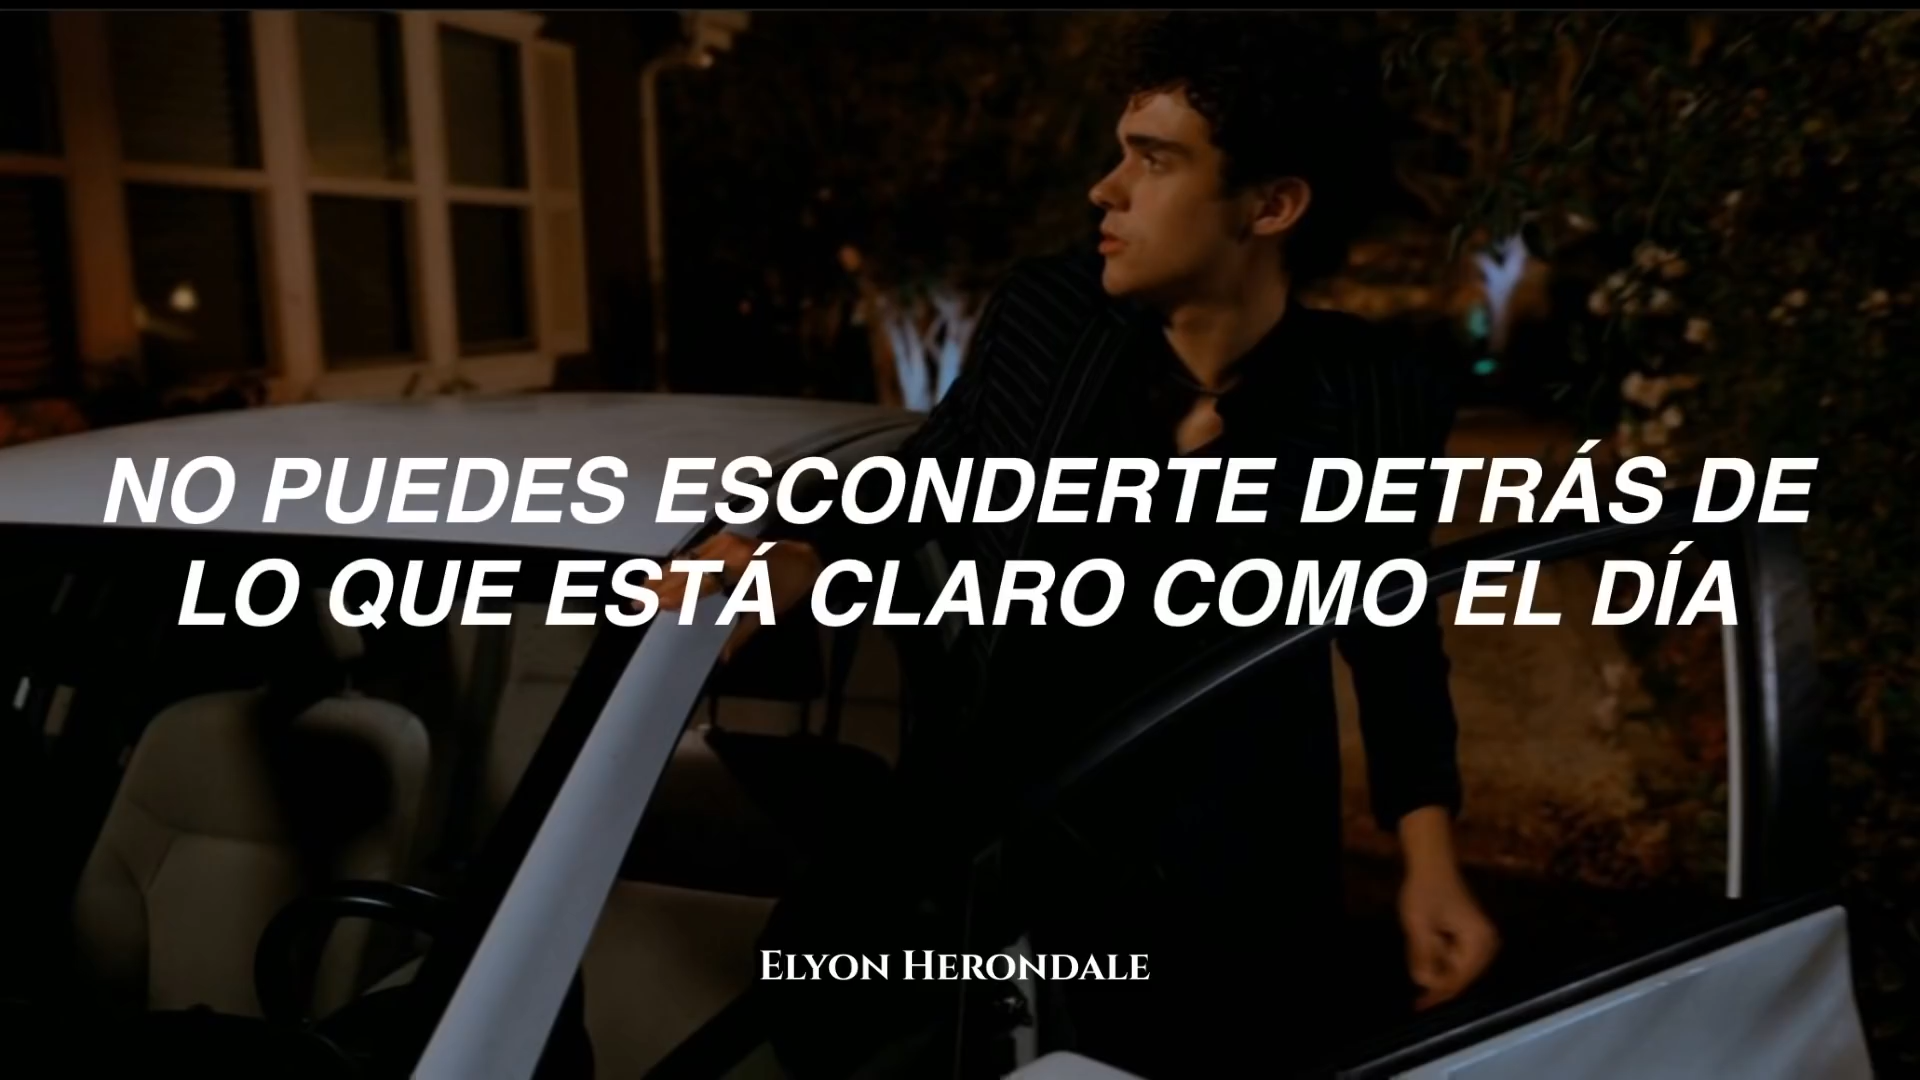 NO PUEDES ESCONDERTE DETRÁS DE
LO QUE ESTÁ CLARO COMO EL DÍA
ELYON HERONDALE